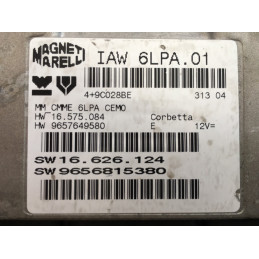 MAGNETI MARELLI
IAW 6LPA.01
4+9C028BE 313 04
MM CMME 6LPA CEMO
HW 16.575.084 Corbetta
HW 9657649580 E 12V=
SW16.626.124
SW9656815380